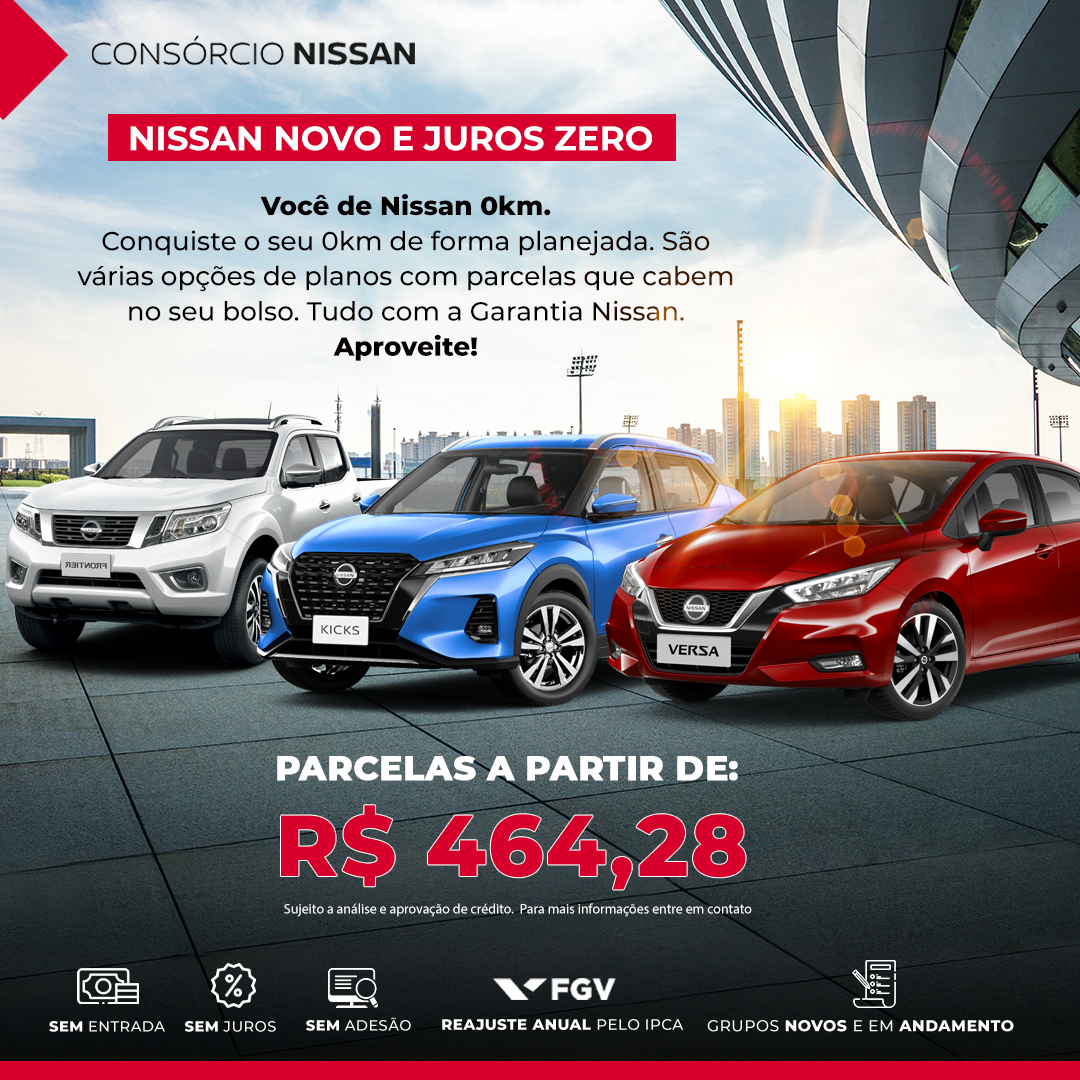 CONSÓRCIO NISSAN
NISSAN NOVO E JUROS ZERO
Você de Nissan 0km.
Conquiste o seu 0km de forma planejada. São
várias opções de planos com parcelas que cabem
no seu bolso. Tudo com a Garantia Nissan.
Aproveite!
NISSAN
FRONTIER
NISSAN
KICKS
NISSAN
VERSA
PARCELAS A PARTIR DE:
R$ 464,28
Sujeito a análise e aprovação de crédito. Para mais informações entre em contato
SEM ENTRADA
SEM JUROS
SEM ADESÃO
FGV
REAJUSTE ANUAL PELO IPCA
GRUPOS NOVOS E EM ANDAMENTO